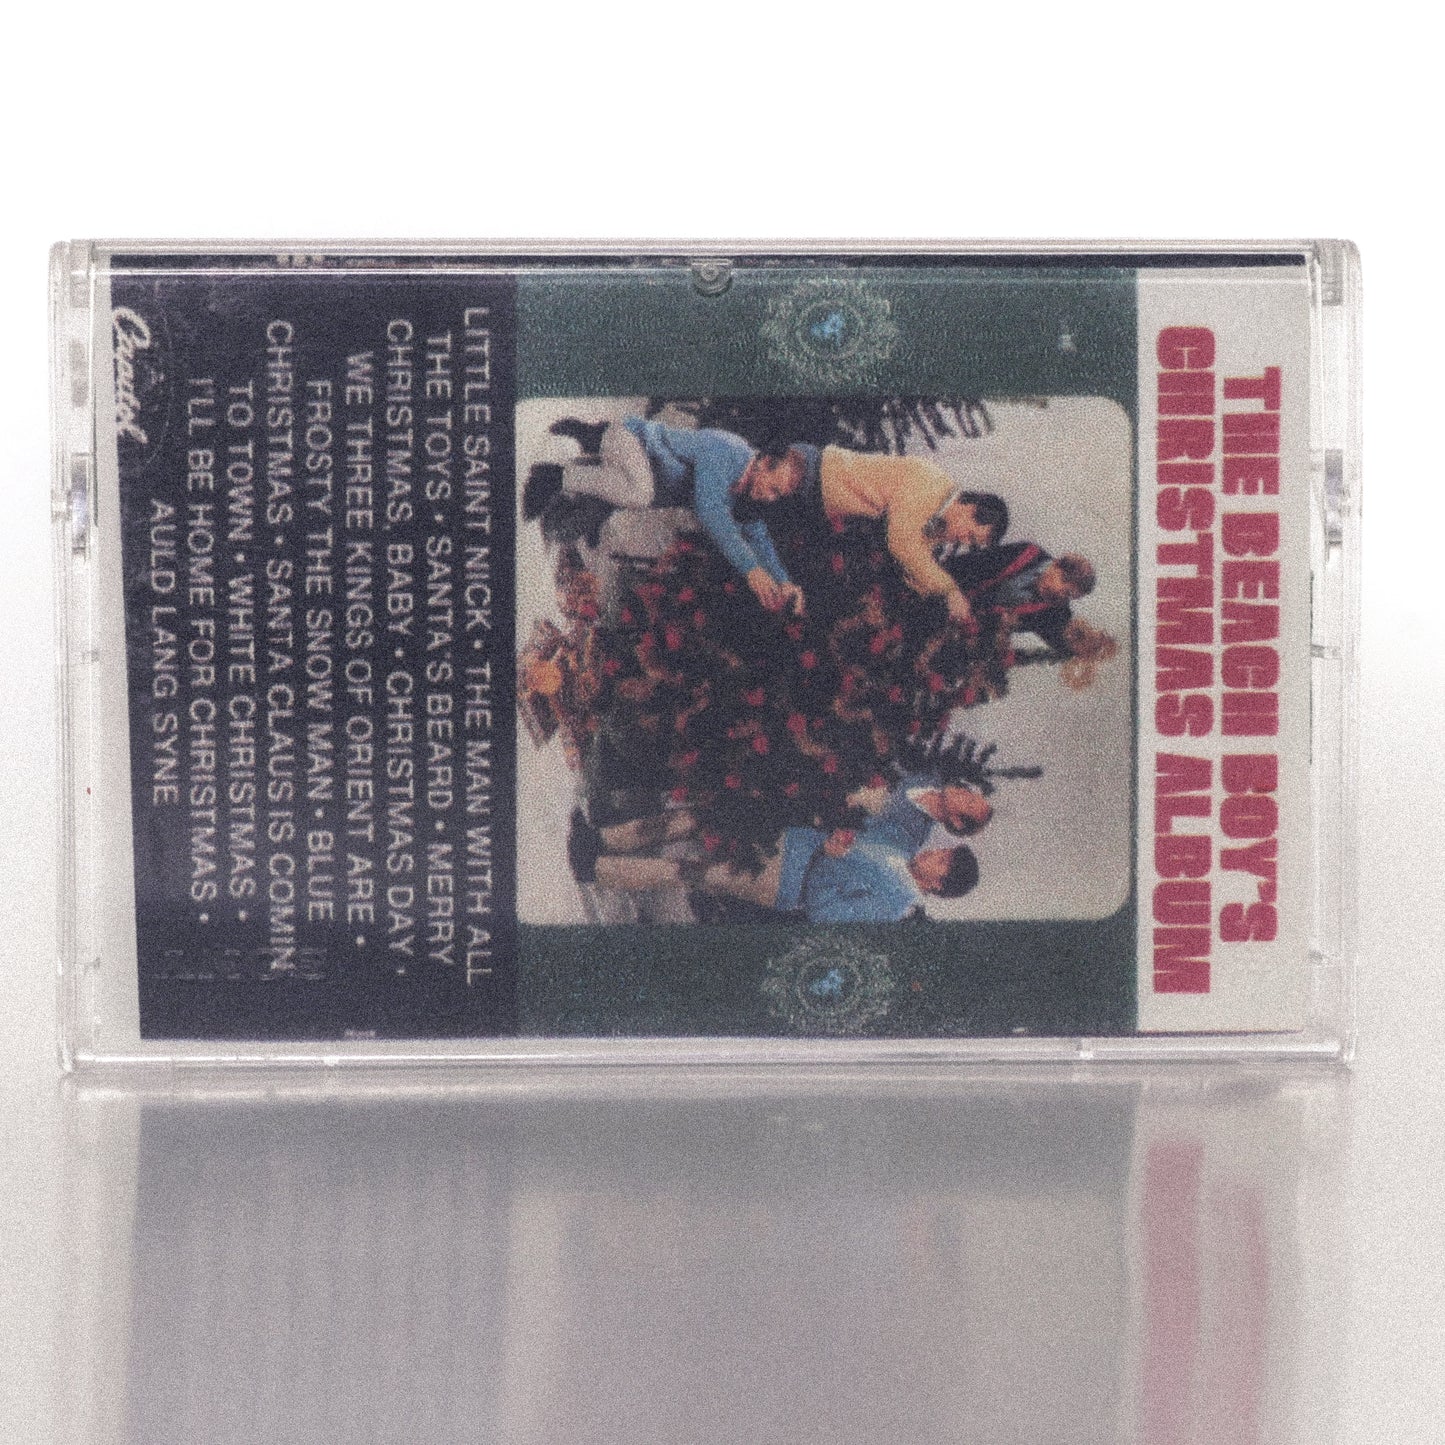 THE BEACH BOY'S
CHRISTMAS ALBUM
LITTLE SAINT NICK • THE MAN WITH ALL
THE TOYS • SANTA'S BEARD • MERRY
CHRISTMAS, BABY • CHRISTMAS DAY •
WE THREE KINGS OF ORIENT ARE •
FROSTY THE SNOW MAN • BLUE
CHRISTMAS • SANTA CLAUS IS COMIN
TO TOWN • WHITE CHRISTMAS •
I'LL BE HOME FOR CHRISTMAS •
AULD LANG SYNE
Capitol